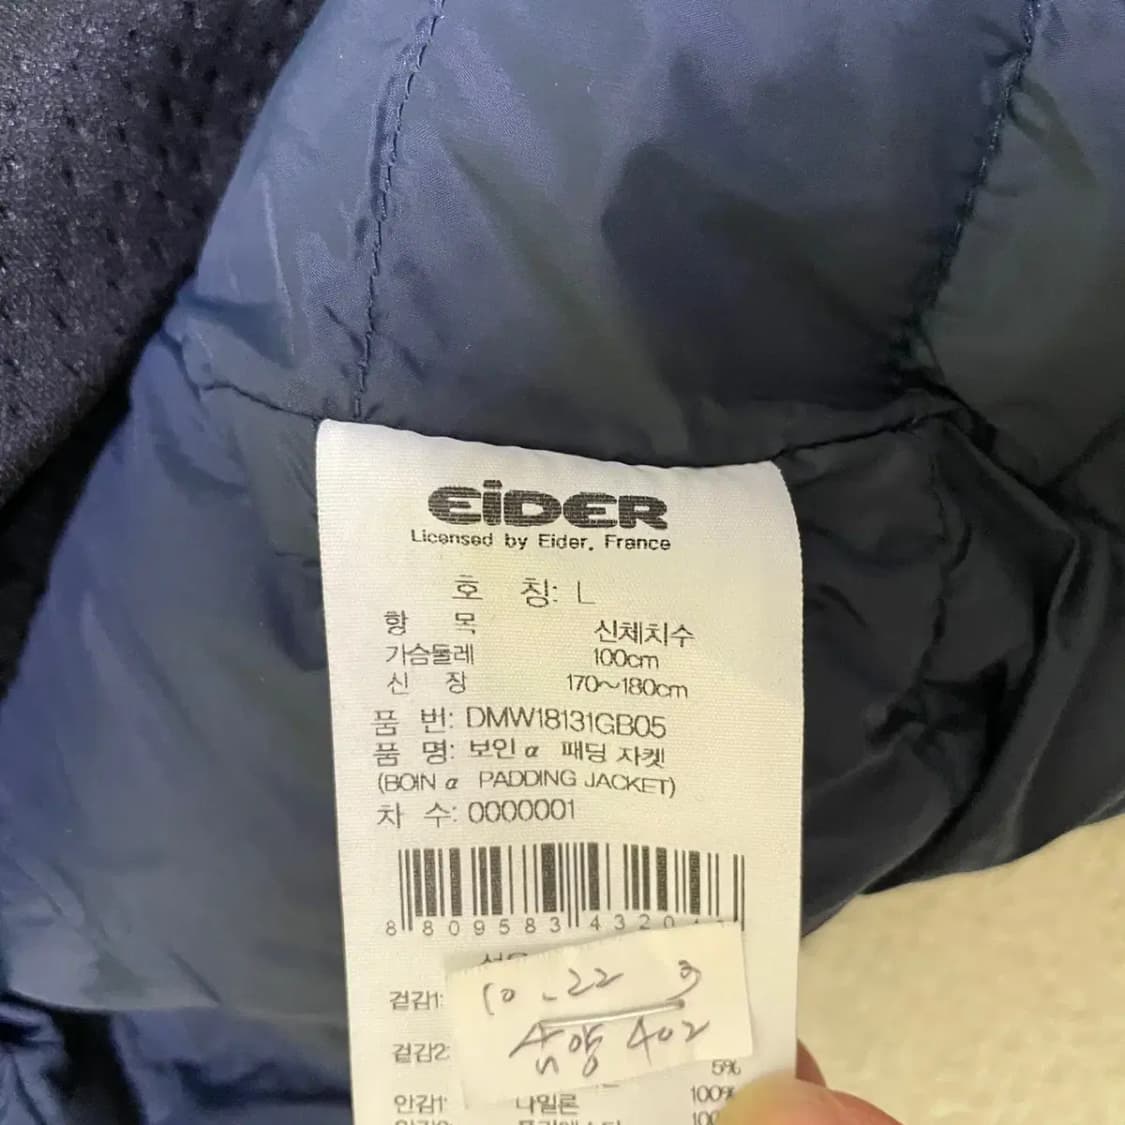 EiDER
Licensed by Eider, France
호 칭: L
항 목 신체치수
가슴둘레 100cm
신 장 170~180cm
품 번: DMW18131GB05
품 명: 보인 α 패딩 자켓
(BOIN α PADDING JACKET)
차 수: 0000001
8 809583 4320
겉감1:
10-22
402
겉감2:
5%
안감1: 나일론 100%